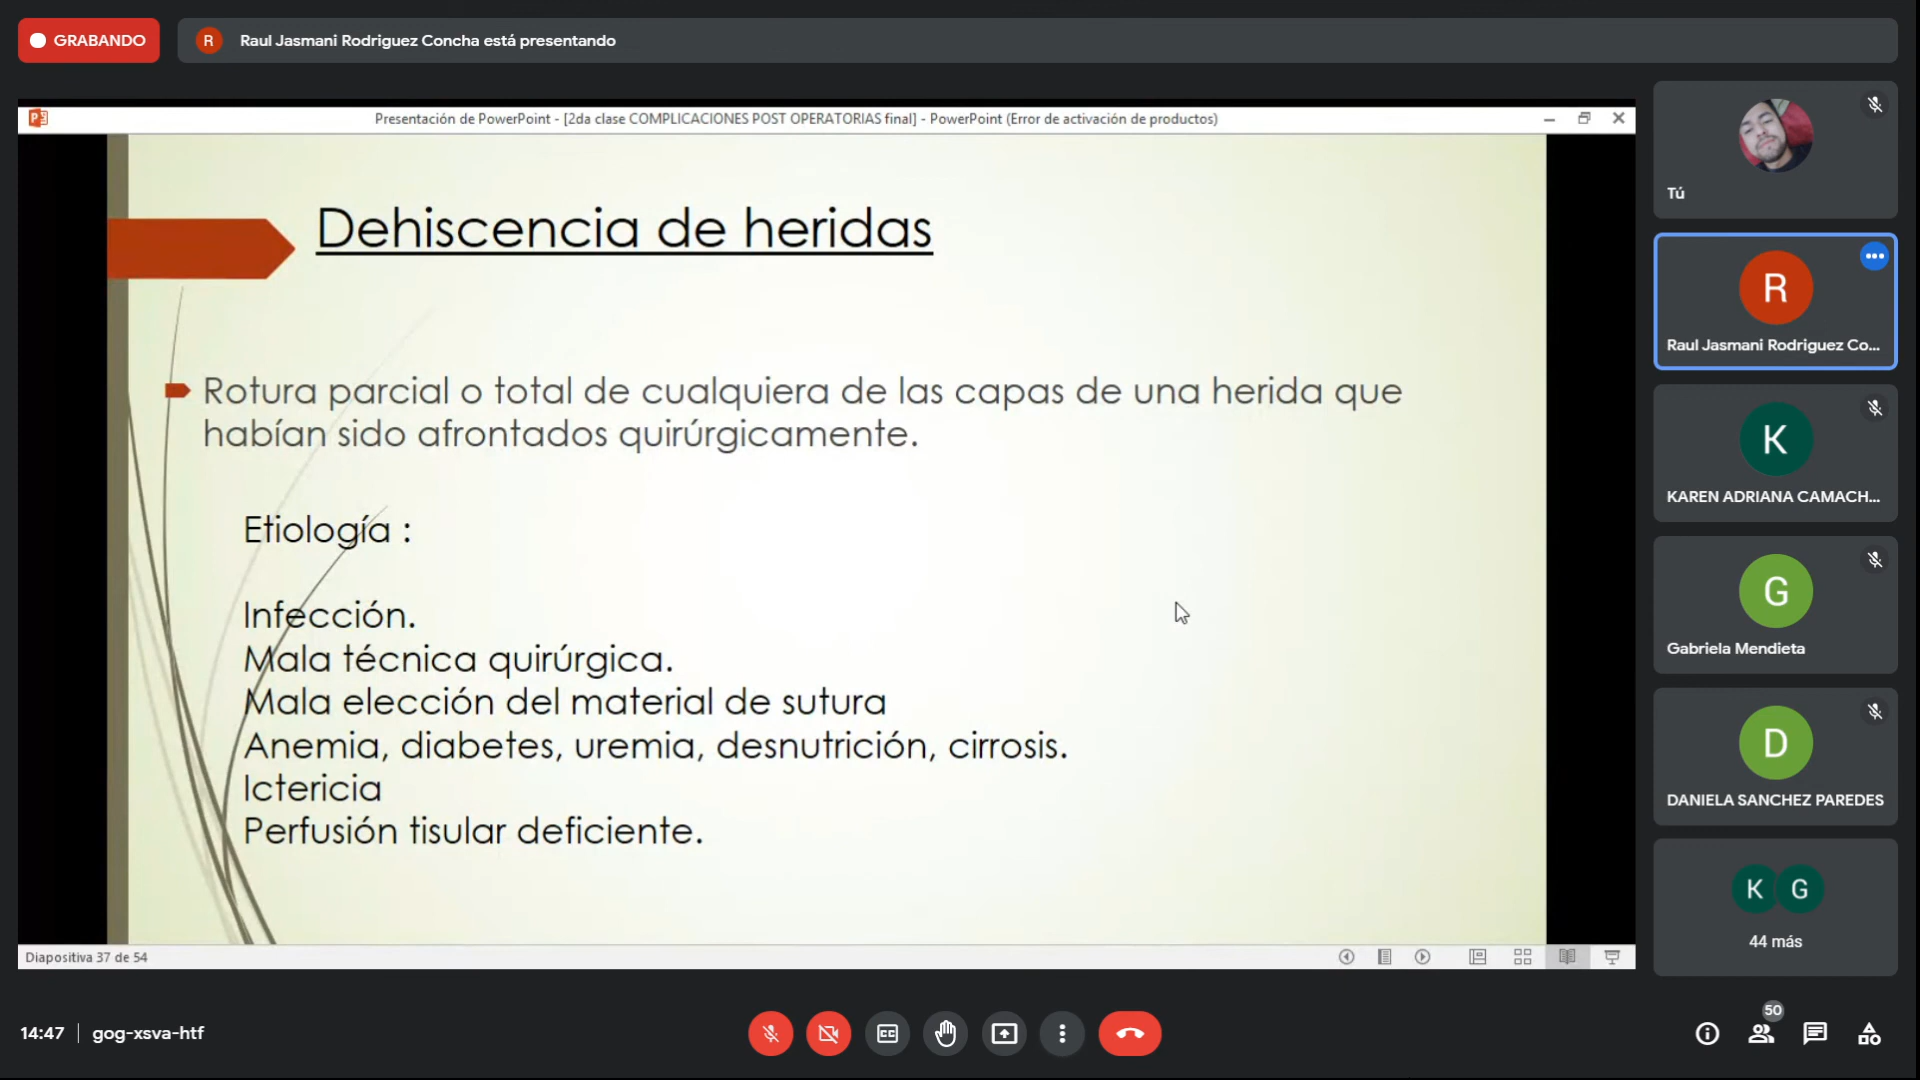 GRABANDO
R
Raul Jasmani Rodriguez Concha está presentando
Presentación de PowerPoint - [2da clase COMPLICACIONES POST OPERATORIAS final] - PowerPoint (Error de activación de productos)
Dehiscencia de heridas
Rotura parcial o total de cualquiera de las capas de una herida que
habían sido afrontados quirúrgicamente.
Etiología :
Infección.
Mala técnica quirúrgica.
Mala elección del material de sutura
Anemia, diabetes, uremia, desnutrición, cirrosis.
Ictericia
Perfusión tisular deficiente.
Diapositiva 37 de 54
Tú
R
Raul Jasmani Rodriguez Co...
K
KAREN ADRIANA CAMACH...
G
Gabriela Mendieta
D
DANIELA SANCHEZ PAREDES
K G
44 más
14:47 | gog-xsva-htf
CC
50